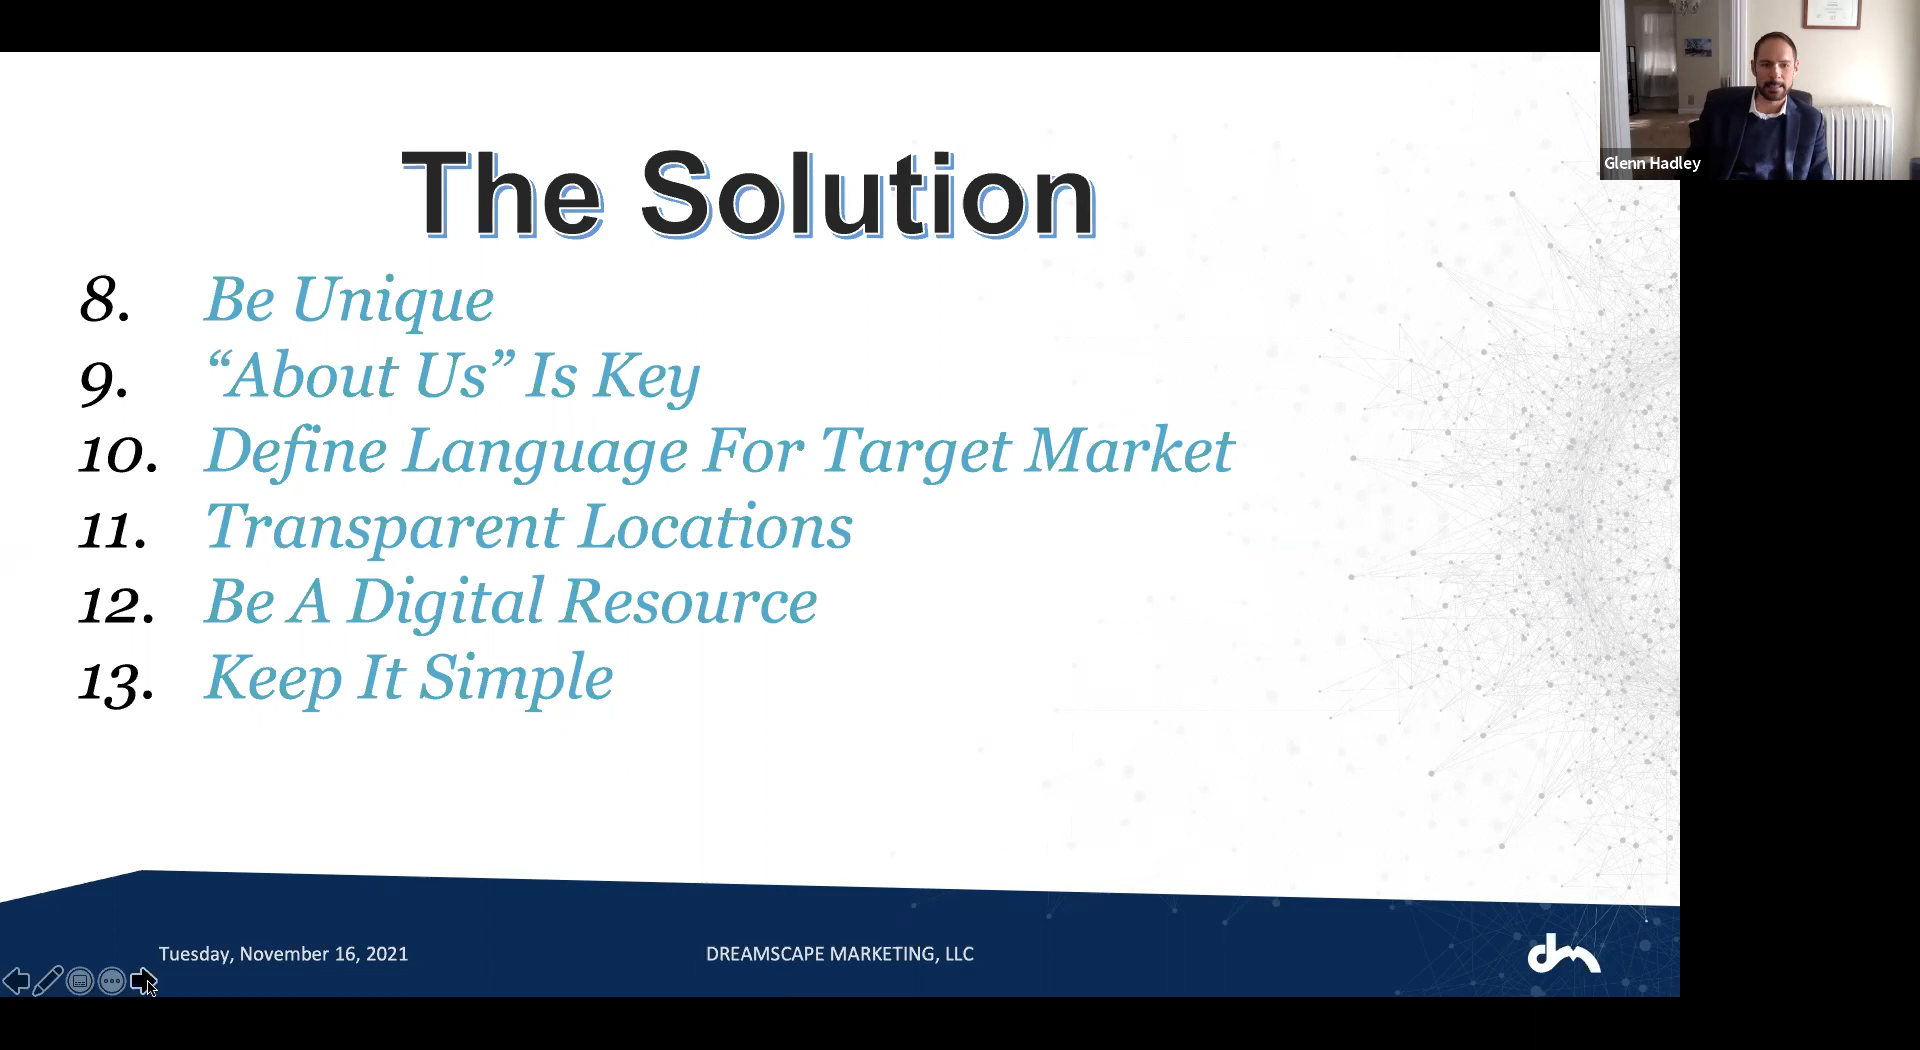 The Solution
8. Be Unique
9. “About Us” Is Key
10. Define Language For Target Market
11. Transparent Locations
12. Be A Digital Resource
13. Keep It Simple
Glenn Hadley
Tuesday, November 16, 2021
DREAMSCAPE MARKETING, LLC
dm